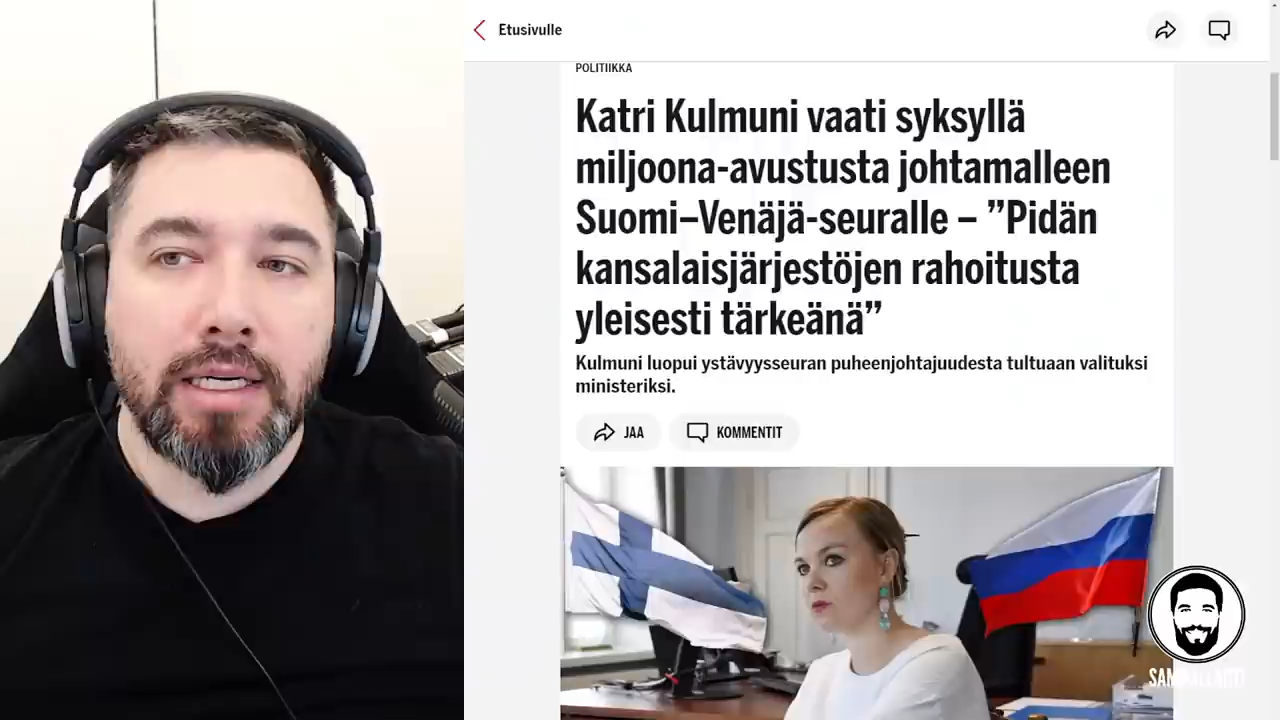 Etusivulle
POLITIIKKA
Katri Kulmuni vaati syksyllä
miljoona-avustusta johtamalleen
Suomi–Venäjä-seuralle – ”Pidän
kansalaisjärjestöjen rahoitusta
yleisesti tärkeänä”
Kulmuni luopui ystävyysseuran puheenjohtajuudesta tultuaan valituksi
ministeriksi.
JAA
KOMMENTIT